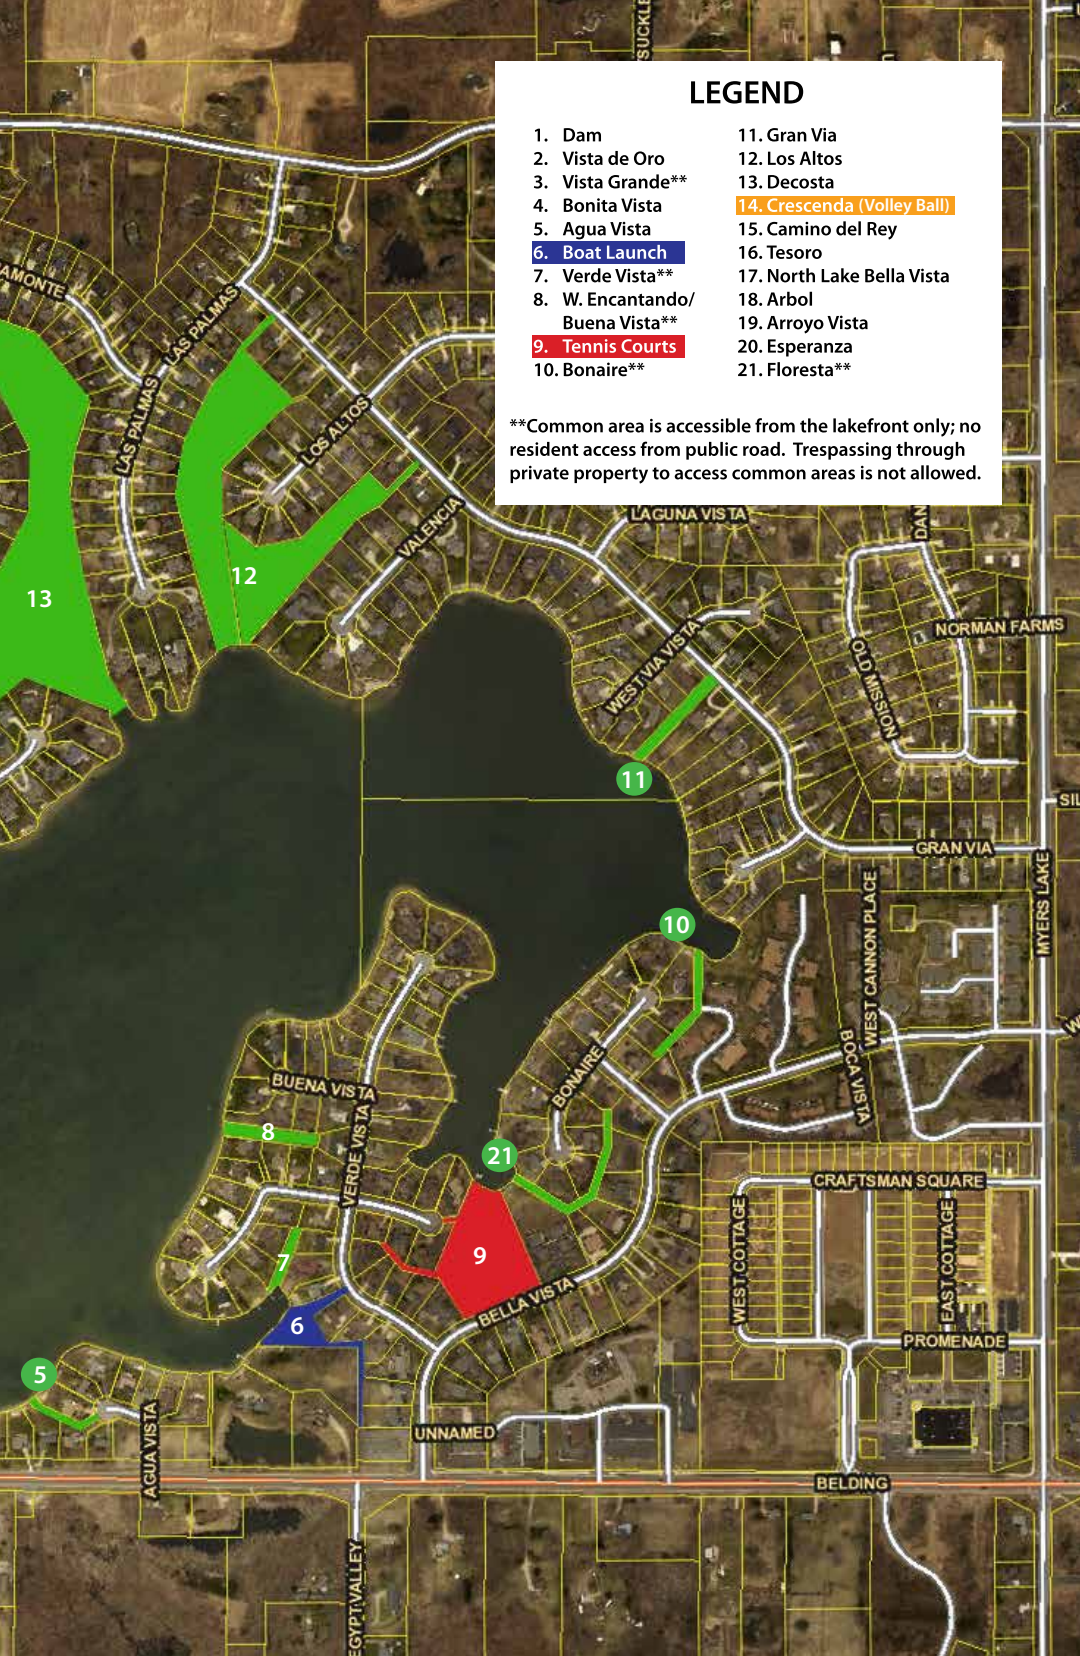 LEGEND
1. Dam
2. Vista de Oro
3. Vista Grande**
4. Bonita Vista
5. Agua Vista
6. Boat Launch
7. Verde Vista**
8. W. Encantando/
Buena Vista**
9. Tennis Courts
10. Bonaire**
11. Gran Via
12. Los Altos
13. Decosta
14. Crescenda (Volley Ball)
15. Camino del Rey
16. Tesoro
17. North Lake Bella Vista
18. Arbol
19. Arroyo Vista
20. Esperanza
21. Floresta**
**Common area is accessible from the lakefront only; no
resident access from public road. Trespassing through
private property to access common areas is not allowed.
LAS PALMAS
LAS PALMAS
LOS ALTOS
VALENCIA
LAGUNA VISTA
NORMAN FARMS
OLD MISSION
WEST VIA VISTA
12
13
11
GRAN VIA
MYERS LAKE
WEST CANNON PLACE
10
BOCA VISTA
BONAIRE
BUENA VISTA
8
VERDE VISTA
21
CRAFTSMAN SQUARE
WEST COTTAGE
EAST COTTAGE
9
7
BELLA VISTA
6
PROMENADE
5
AGUA VISTA
UNNAMED
BELDING